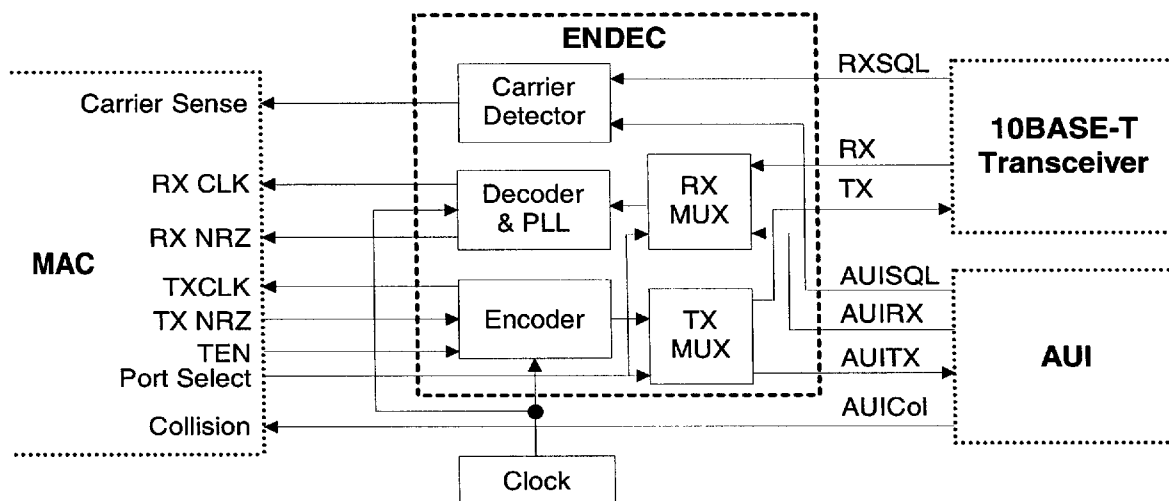 ENDEC
RXSQL
Carrier Sense
Carrier
Detector
10BASE-T
Transceiver
RX
TX
RX CLK
Decoder
& PLL
RX
MUX
RX NRZ
MAC
TXCLK
AUISQL
TX NRZ
Encoder
TX
MUX
AUIRX
TEN
AUI
Port Select
AUITX
Collision
AUICol
Clock